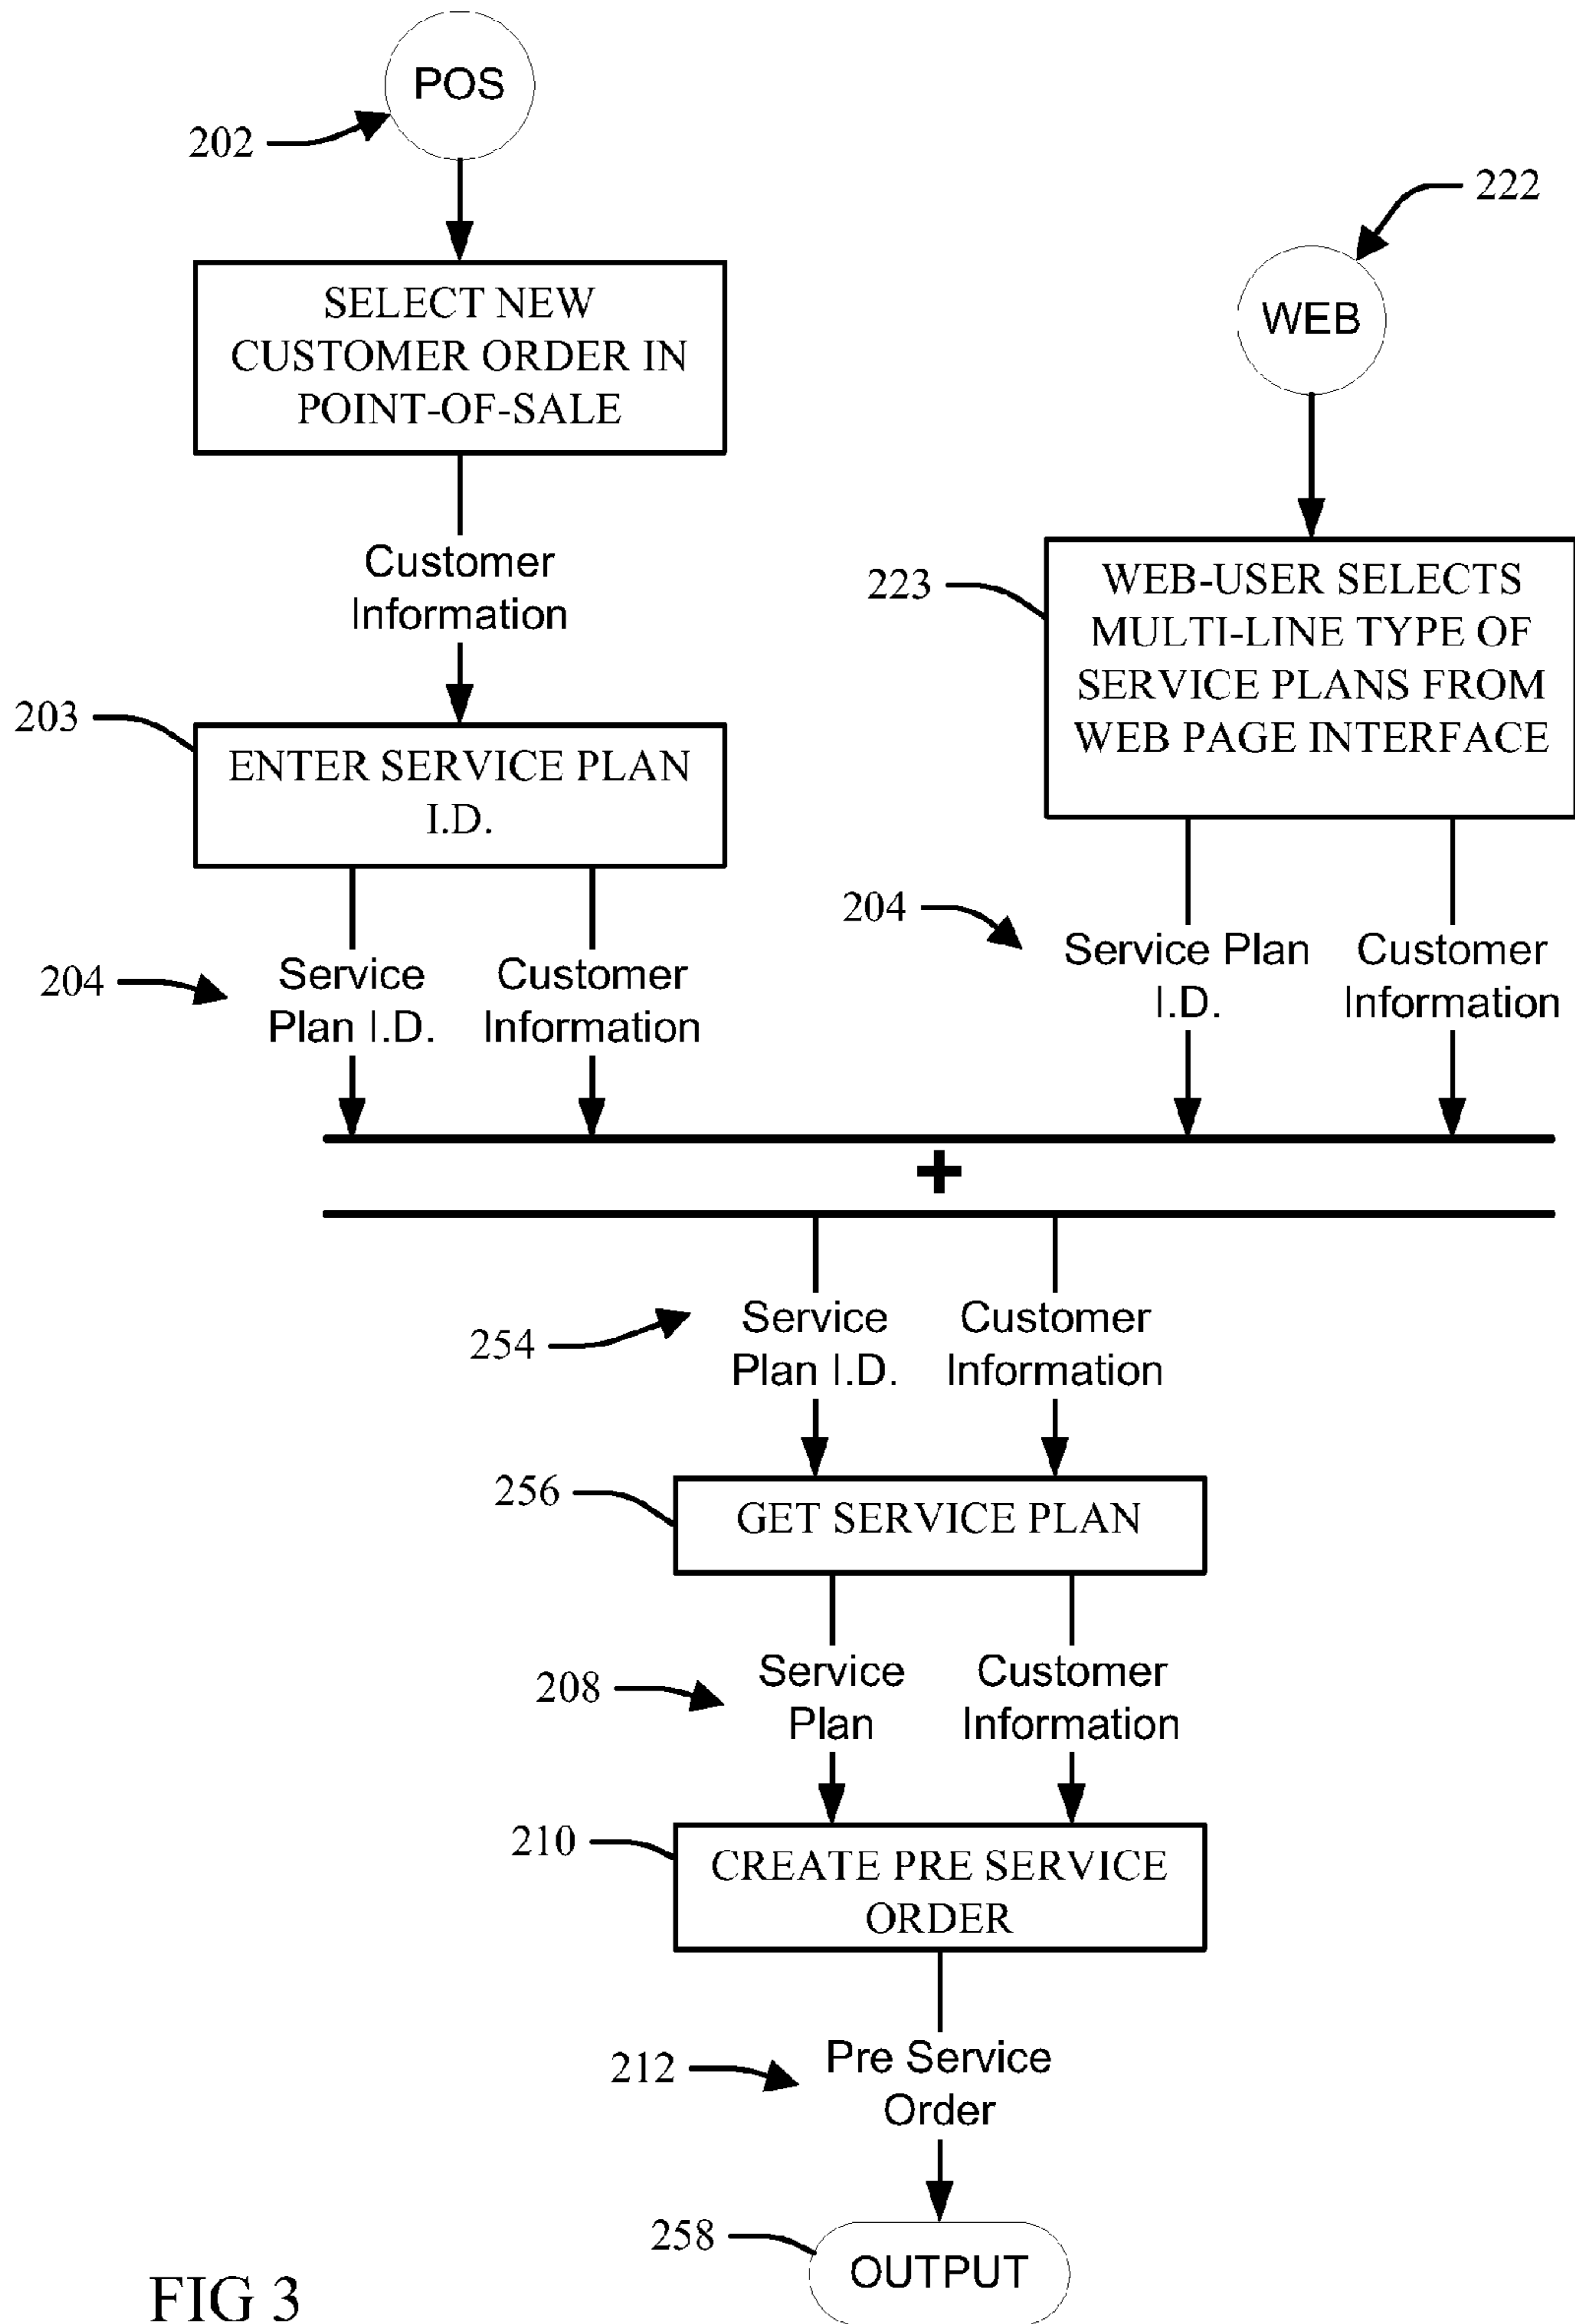 POS
202
222
SELECT NEW
CUSTOMER ORDER IN
POINT-OF-SALE
WEB
Customer
Information
223
WEB-USER SELECTS
MULTI-LINE TYPE OF
SERVICE PLANS FROM
WEB PAGE INTERFACE
203
ENTER SERVICE PLAN
I.D.
204
Service
Plan I.D.
Customer
Information
204
Service Plan
I.D.
Customer
Information
+
254
Service
Plan I.D.
Customer
Information
256
GET SERVICE PLAN
208
Service
Plan
Customer
Information
210
CREATE PRE SERVICE
ORDER
212
Pre Service
Order
258
OUTPUT
FIG 3